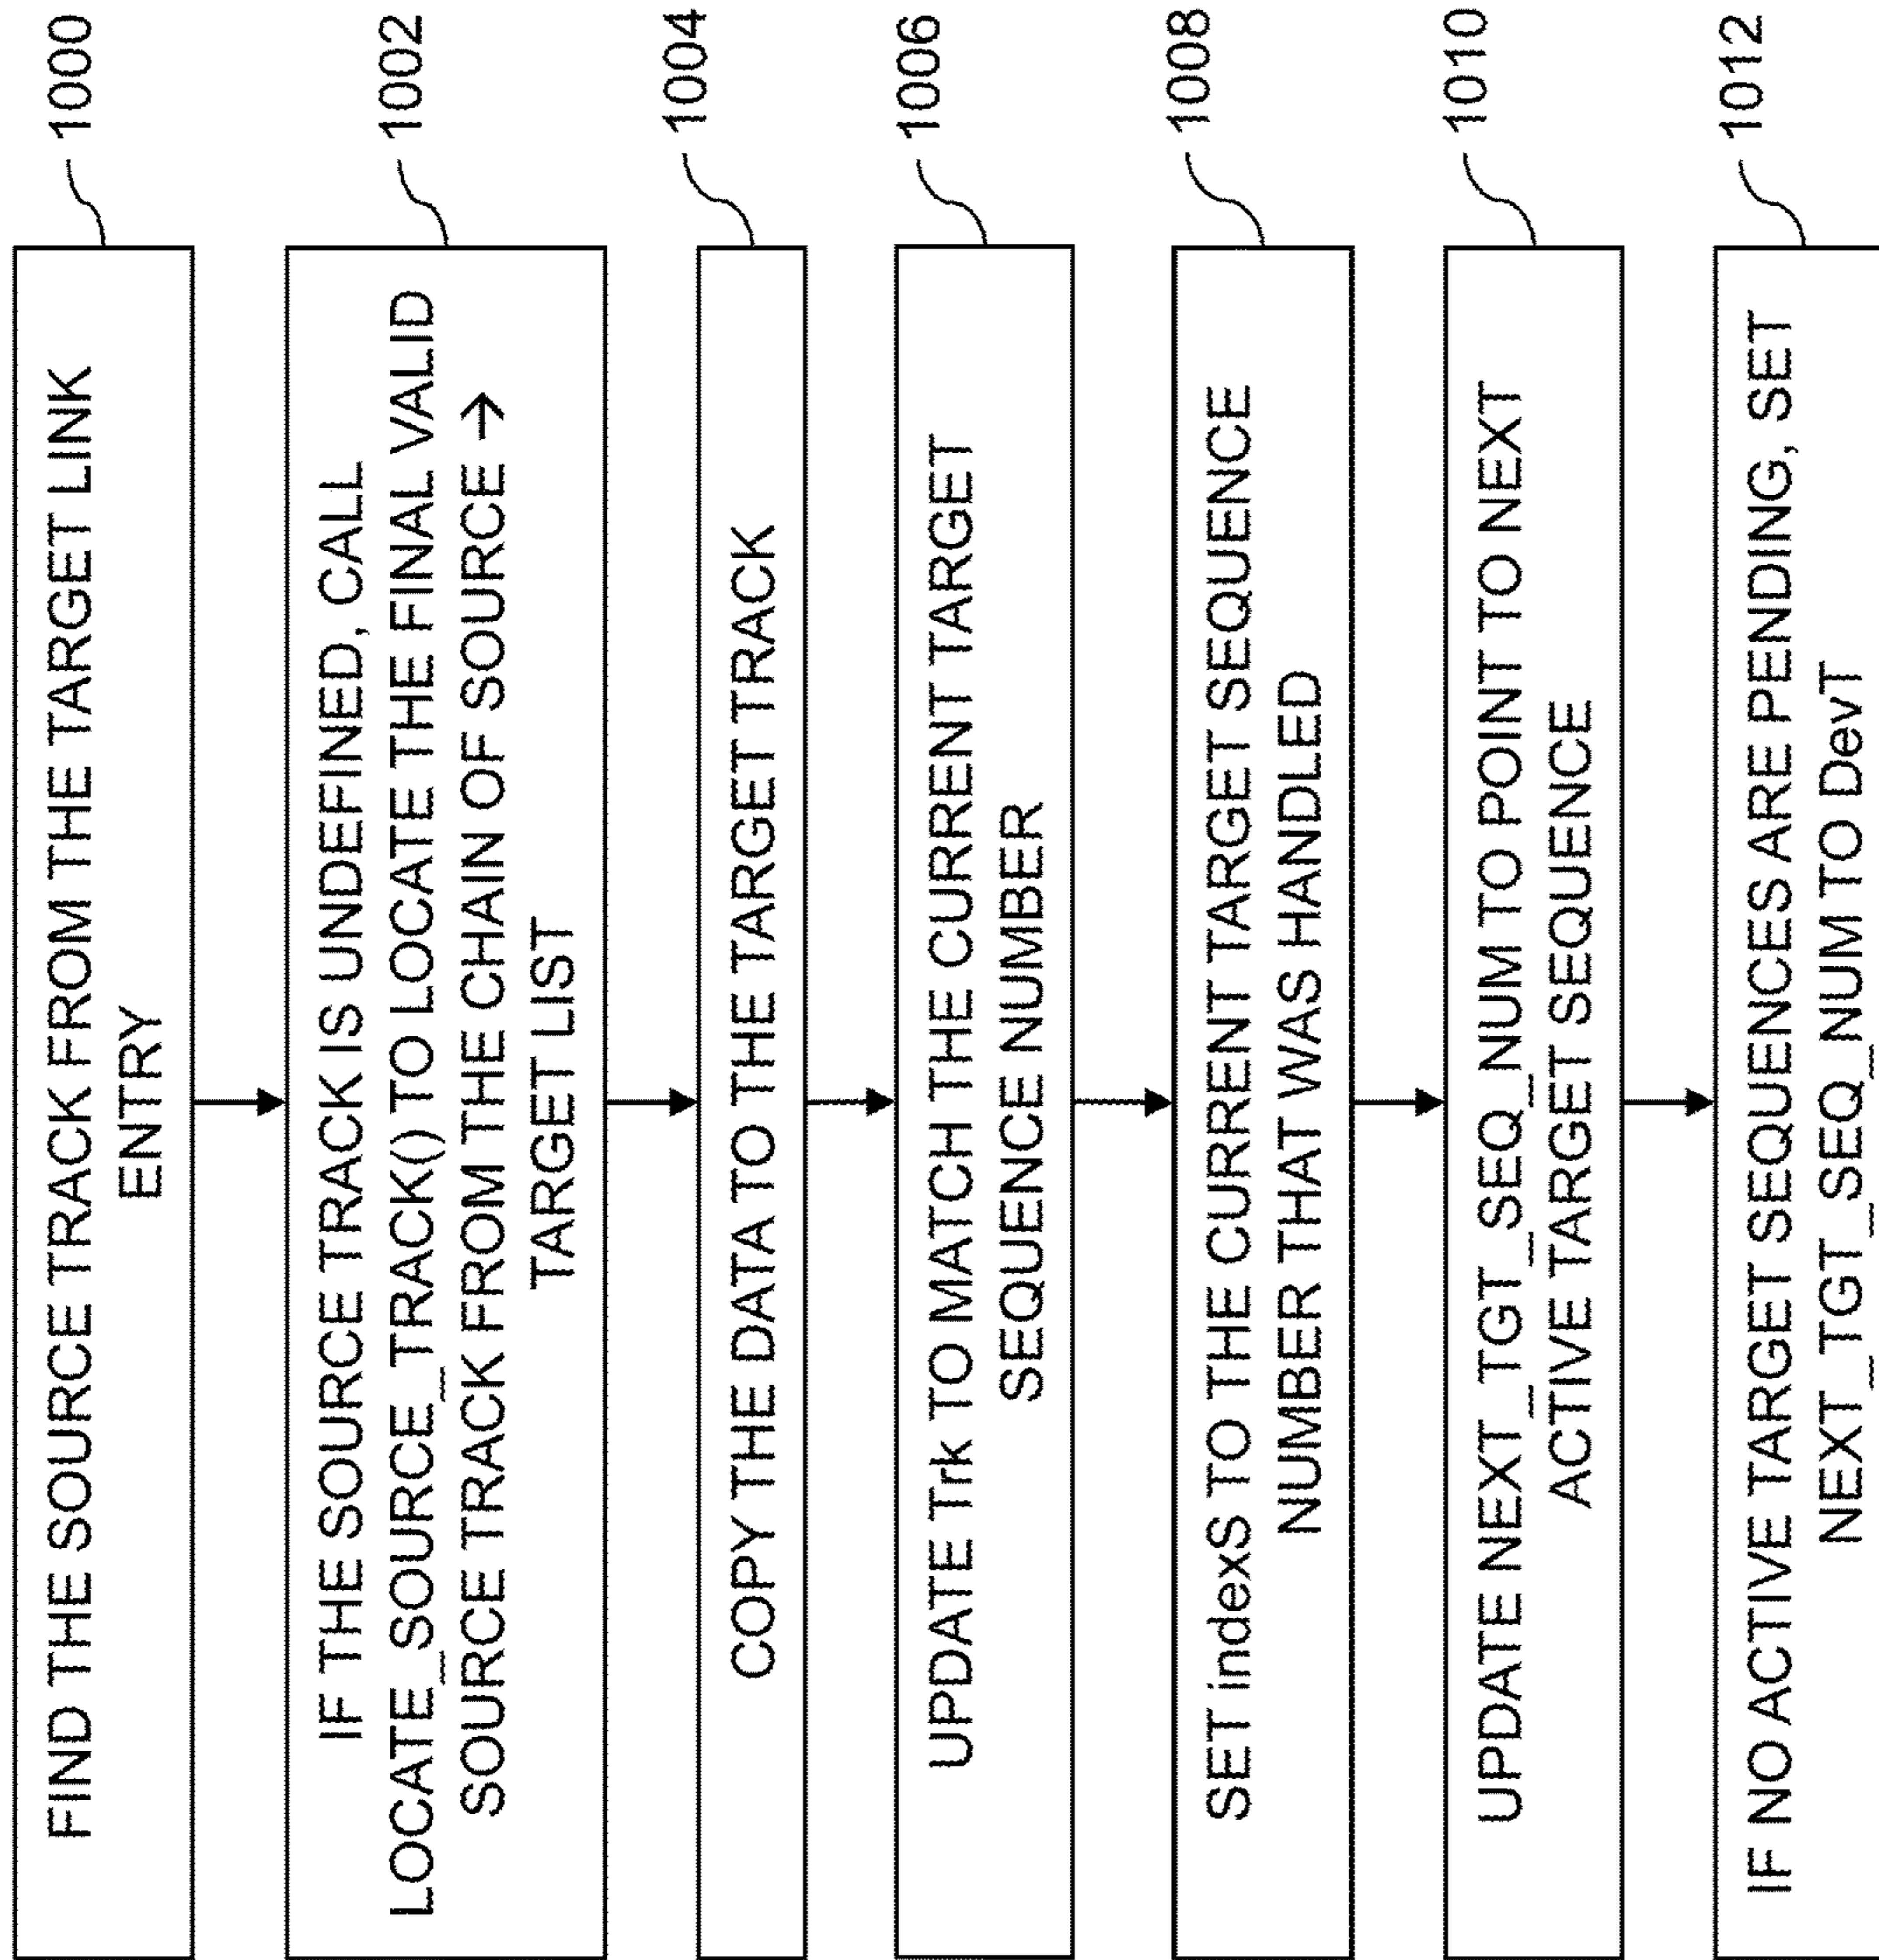 FIND THE SOURCE TRACK FROM THE TARGET LINK
ENTRY
1000
IF THE SOURCE TRACK IS UNDEFINED, CALL
LOCATE_SOURCE_TRACK() TO LOCATE THE FINAL VALID
SOURCE TRACK FROM THE CHAIN OF SOURCE →
TARGET LIST
1002
COPY THE DATA TO THE TARGET TRACK
1004
UPDATE Trk TO MATCH THE CURRENT TARGET
SEQUENCE NUMBER
1006
SET indexS TO THE CURRENT TARGET SEQUENCE
NUMBER THAT WAS HANDLED
1008
UPDATE NEXT_TGT_SEQ_NUM TO POINT TO NEXT
ACTIVE TARGET SEQUENCE
1010
IF NO ACTIVE TARGET SEQUENCES ARE PENDING, SET
NEXT_TGT_SEQ_NUM TO DevT
1012